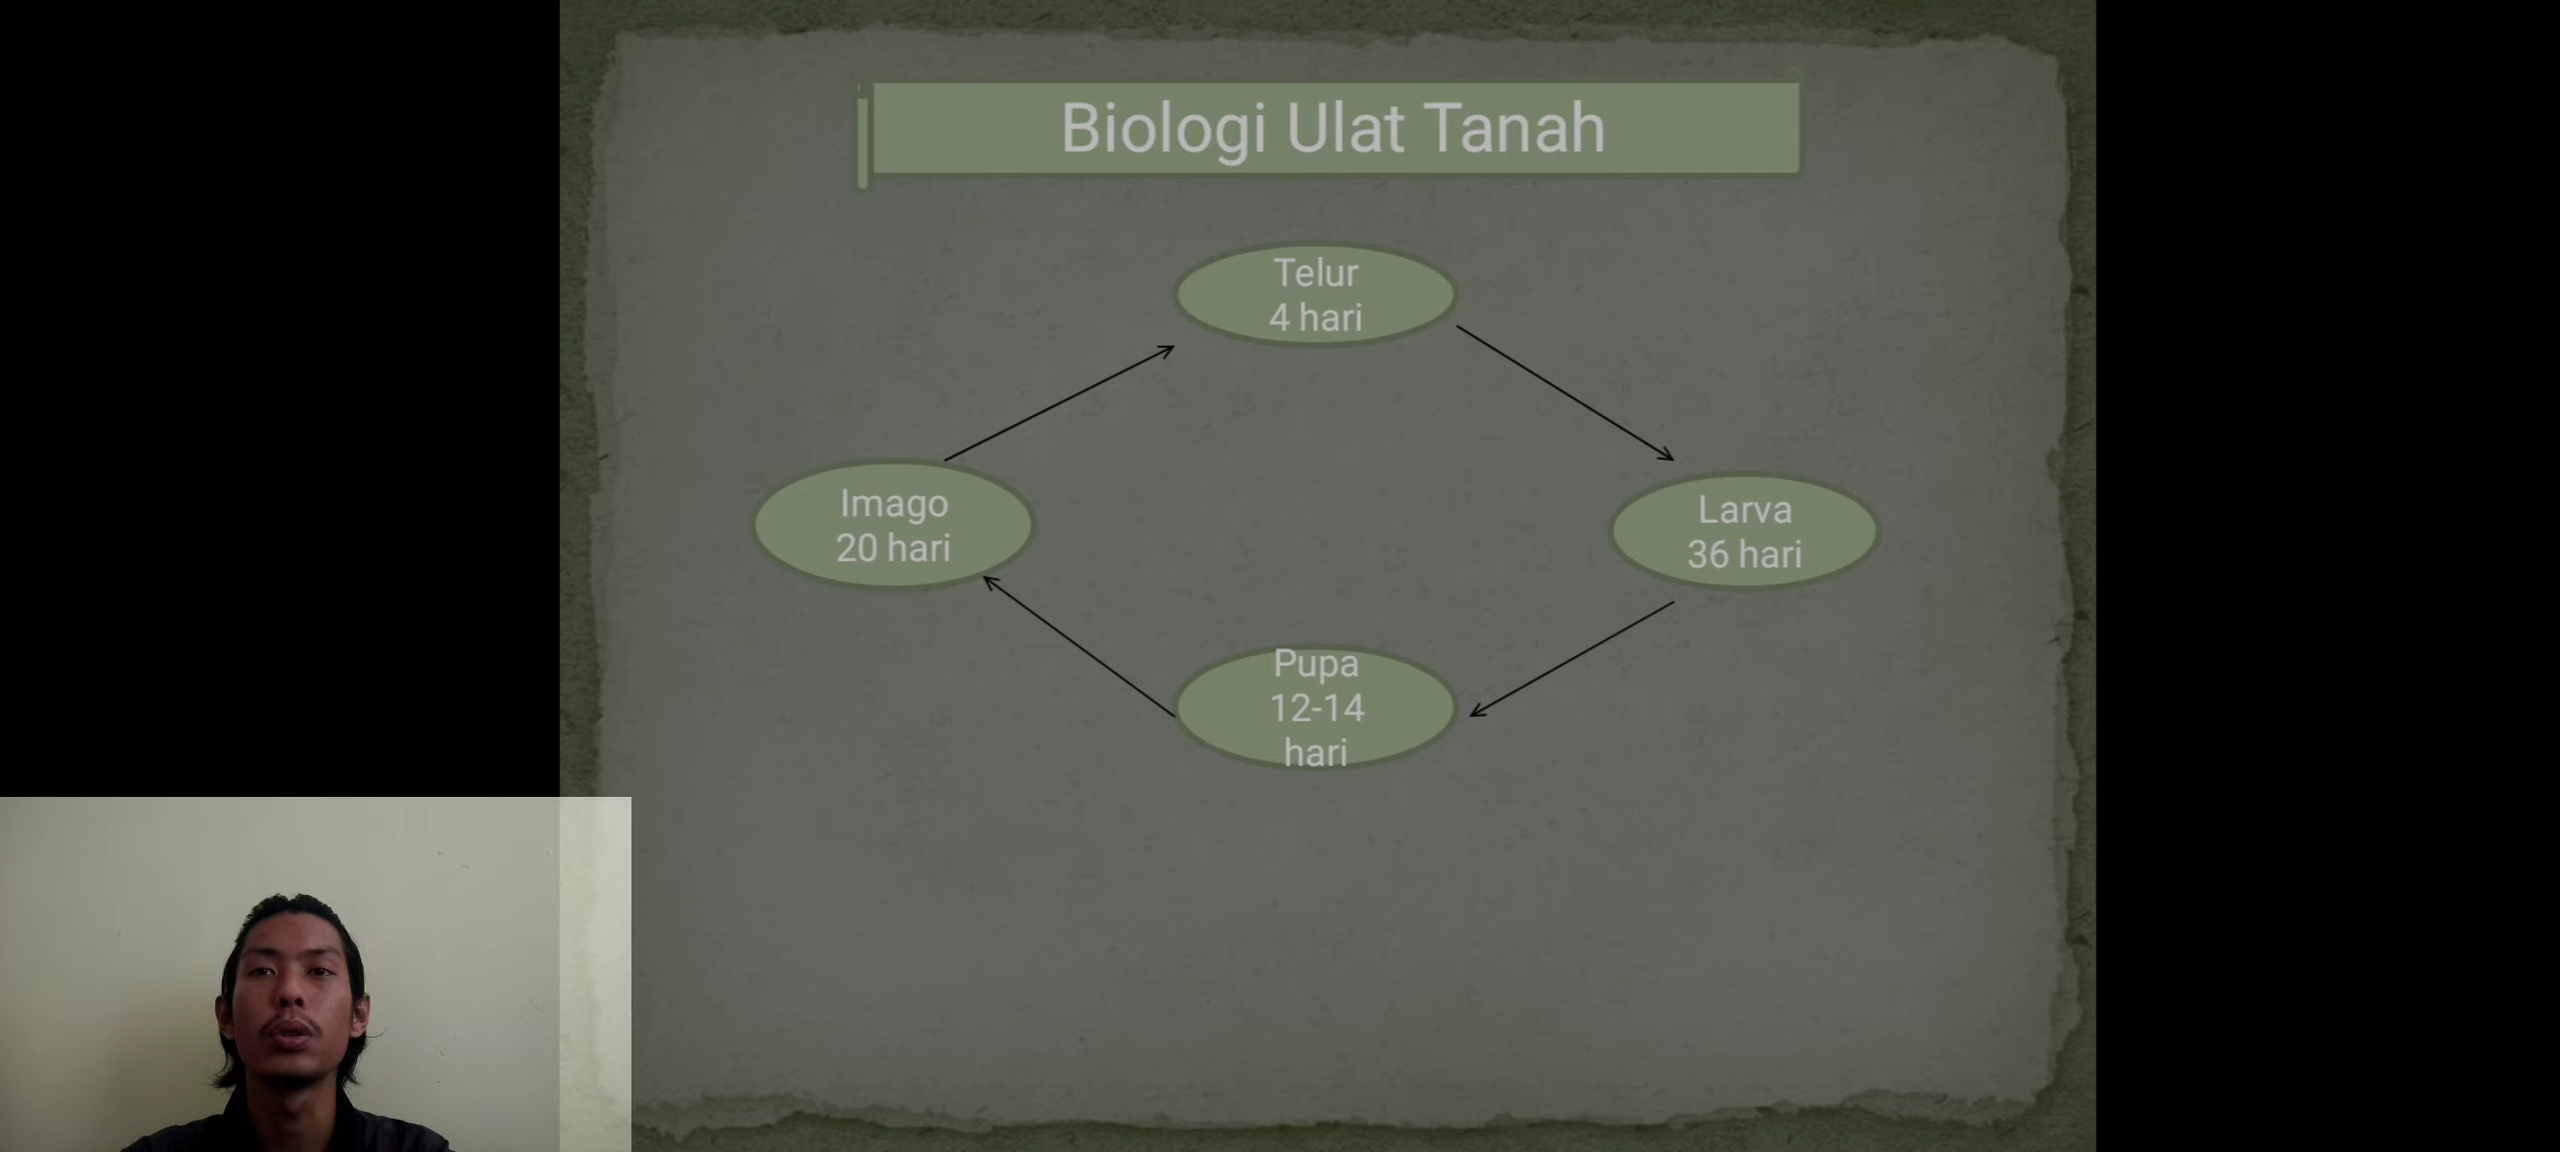 Biologi Ulat Tanah
Telur
4 hari
Imago
20 hari
Larva
36 hari
Pupa
12-14
hari